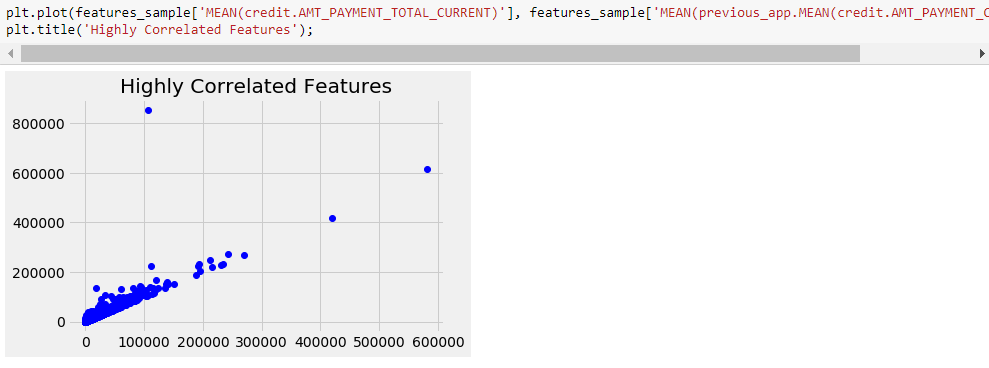 plt.plot(features_sample['MEAN(credit.AMT_PAYMENT_TOTAL_CURRENT)'], features_sample['MEAN(previous_app.MEAN(credit.AMT_PAYMENT_C
plt.title('Highly Correlated Features');
Highly Correlated Features
800000
600000
400000
200000
0
0 100000 200000 300000 400000 500000 600000